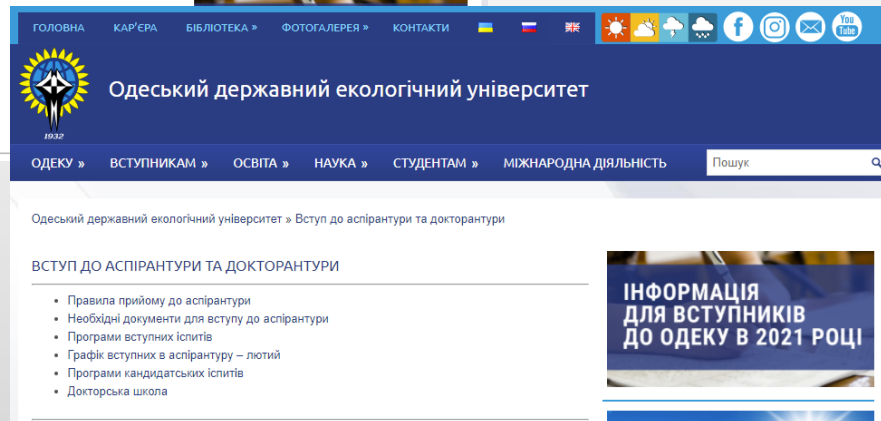 ГОЛОВНА КАР'ЄРА БІБЛІОТЕКА » ФОТОГАЛЕРЕЯ » КОНТАКТИ
You
Tube
Одеський державний екологічний університет
1932
ОДЕКУ » ВСТУПНИКАМ » ОСВІТА » НАУКА » СТУДЕНТАМ » МІЖНАРОДНА ДІЯЛЬНІСТЬ Пошук
Одеський державний екологічний університет » Вступ до аспірантури та докторантури
ВСТУП ДО АСПІРАНТУРИ ТА ДОКТОРАНТУРИ
• Правила прийому до аспірантури
• Необхідні документи для вступу до аспірантури
• Програми вступних іспитів
• Графік вступних в аспірантуру – лютий
• Програми кандидатських іспитів
• Докторська школа
ІНФОРМАЦІЯ
ДЛЯ ВСТУПНИКІВ
ДО ОДЕКУ В 2021 РОЦІ